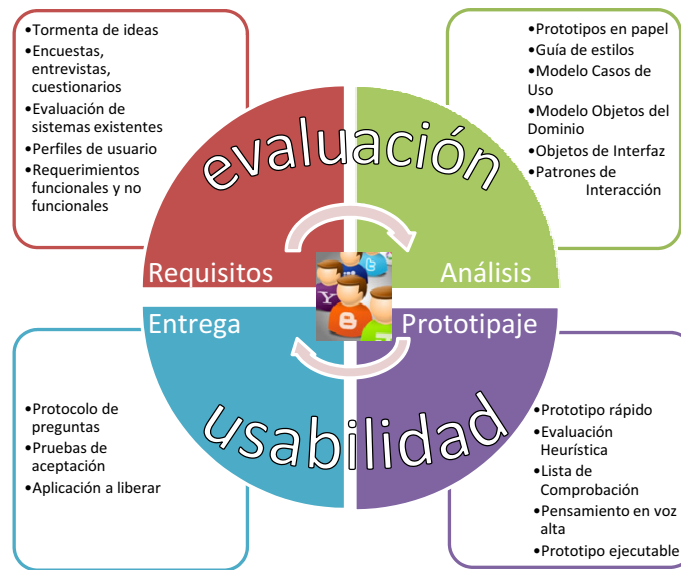 •Tormenta de ideas
•Encuestas,
entrevistas,
cuestionarios
•Evaluación de
sistemas existentes
•Perfiles de usuario
•Requerimientos
funcionales y no
funcionales
•Prototipos en papel
•Guía de estilos
•Modelo Casos de
Uso
•Modelo Objetos del
Dominio
•Objetos de Interfaz
•Patrones de
Interacción
evaluación
Requisitos
Análisis
Entrega
Prototipaje
usabilidad
•Protocolo de
preguntas
•Pruebas de
aceptación
•Aplicación a liberar
•Prototipo rápido
•Evaluación
Heurística
•Lista de
Comprobación
•Pensamiento en voz
alta
•Prototipo ejecutable